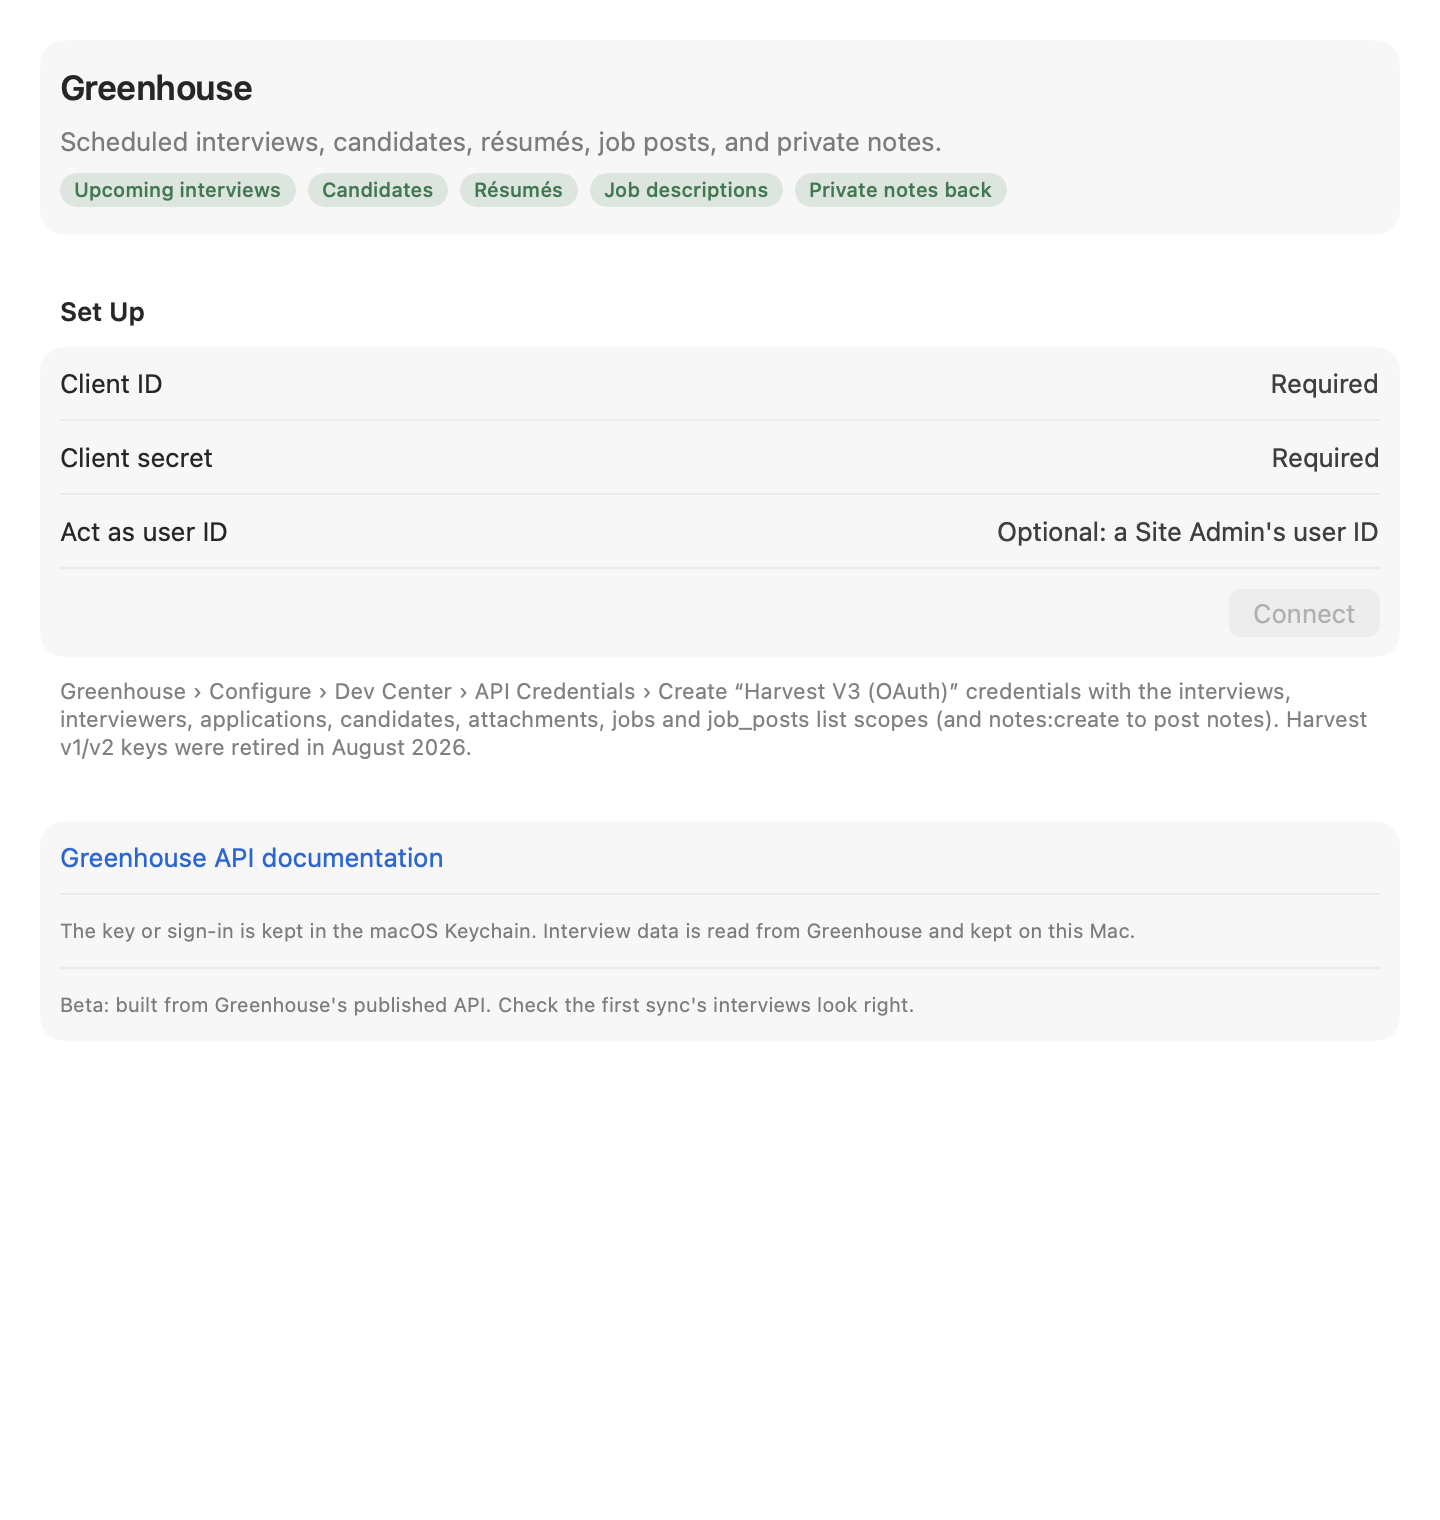 Greenhouse
Scheduled interviews, candidates, résumés, job posts, and private notes.
Upcoming interviews Candidates Résumés Job descriptions Private notes back
Set Up
Client ID Required
Client secret Required
Act as user ID Optional: a Site Admin's user ID
Connect
Greenhouse › Configure › Dev Center › API Credentials › Create “Harvest V3 (OAuth)” credentials with the interviews,
interviewers, applications, candidates, attachments, jobs and job_posts list scopes (and notes:create to post notes). Harvest
v1/v2 keys were retired in August 2026.
Greenhouse API documentation
The key or sign-in is kept in the macOS Keychain. Interview data is read from Greenhouse and kept on this Mac.
Beta: built from Greenhouse's published API. Check the first sync's interviews look right.